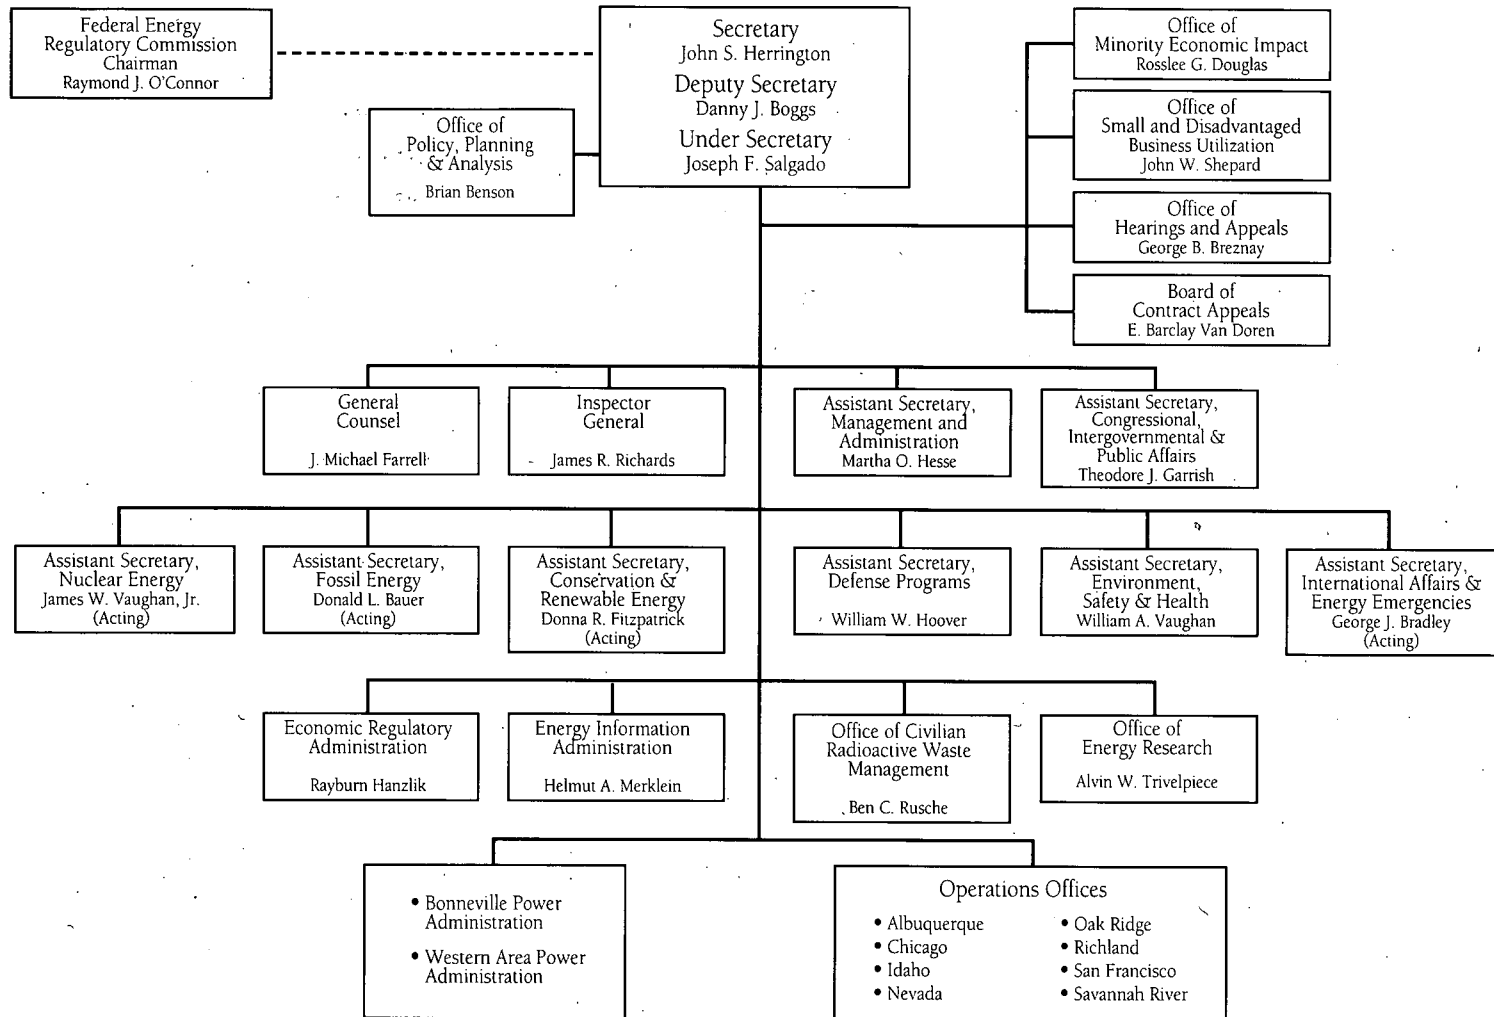 Federal Energy
Regulatory Commission
Chairman
Raymond J. O'Connor
Secretary
John S. Herrington
Deputy Secretary
Danny J. Boggs
Under Secretary
Joseph F. Salgado
Office of
Policy, Planning
& Analysis
Brian Benson
Office of
Minority Economic Impact
Rosslee G. Douglas
Office of
Small and Disadvantaged
Business Utilization
John W. Shepard
Office of
Hearings and Appeals
George B. Breznay
Board of
Contract Appeals
E. Barclay Van Doren
General
Counsel
J. Michael Farrell
Inspector
General
James R. Richards
Assistant Secretary,
Management and
Administration
Martha O. Hesse
Assistant Secretary,
Congressional,
Intergovernmental &
Public Affairs
Theodore J. Garrish
Assistant Secretary,
Nuclear Energy
James W. Vaughan, Jr.
(Acting)
Assistant Secretary,
Fossil Energy
Donald L. Bauer
(Acting)
Assistant Secretary,
Conservation &
Renewable Energy
Donna R. Fitzpatrick
(Acting)
Assistant Secretary,
Defense Programs
William W. Hoover
Assistant Secretary,
Environment,
Safety & Health
William A. Vaughan
Assistant Secretary,
International Affairs &
Energy Emergencies
George J. Bradley
(Acting)
Economic Regulatory
Administration
Rayburn Hanzlik
Energy Information
Administration
Helmut A. Merklein
Office of Civilian
Radioactive Waste
Management
Ben C. Rusche
Office of
Energy Research
Alvin W. Trivelpiece
• Bonneville Power
Administration
• Western Area Power
Administration
Operations Offices
• Albuquerque
• Chicago
• Idaho
• Nevada
• Oak Ridge
• Richland
• San Francisco
• Savannah River